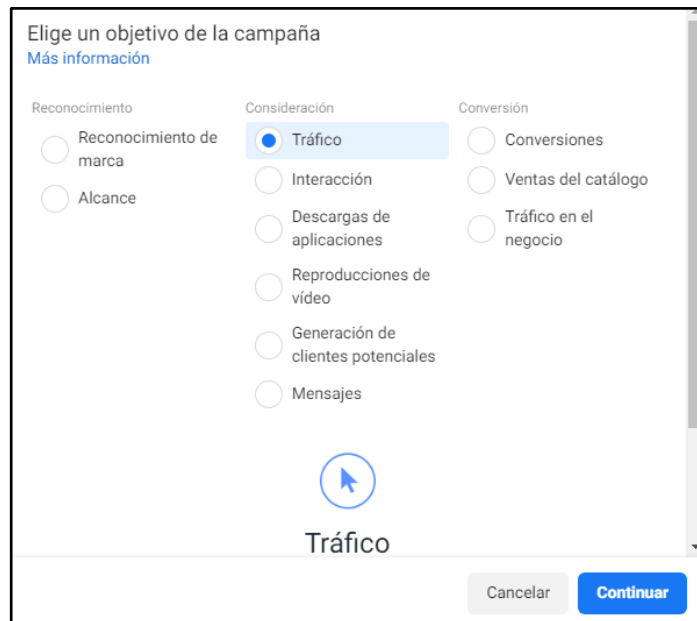 Elige un objetivo de la campaña
Más información
Reconocimiento
Reconocimiento de
marca
Alcance
Consideración
Tráfico
Interacción
Descargas de
aplicaciones
Reproducciones de
vídeo
Generación de
clientes potenciales
Mensajes
Conversión
Conversiones
Ventas del catálogo
Tráfico en el
negocio
Tráfico
Cancelar
Continuar